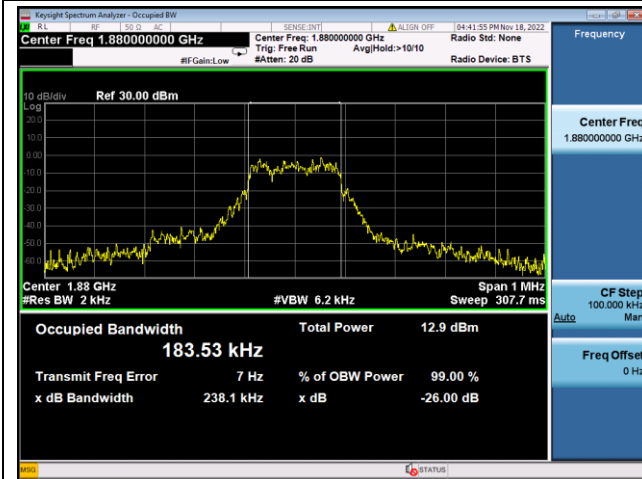 Keysight Spectrum Analyzer - Occupied BW
RL RF 50 Ω AC SENSE:INT ALIGN OFF 04:41:55 PM Nov 18, 2022
Center Freq 1.880000000 GHz
Center Freq: 1.880000000 GHz
Radio Std: None
Trig: Free Run Avg|Hold:>10/10
#IFGain:Low #Atten: 20 dB Radio Device: BTS
10 dB/div Ref 30.00 dBm
Log
20.0
10.0
0.00
-10.0
-20.0
-30.0
-40.0
-50.0
-60.0
Center 1.88 GHz Span 1 MHz
#Res BW 2 kHz #VBW 6.2 kHz Sweep 307.7 ms
Occupied Bandwidth Total Power 12.9 dBm
183.53 kHz
Transmit Freq Error 7 Hz % of OBW Power 99.00 %
x dB Bandwidth 238.1 kHz x dB -26.00 dB
MSG STATUS
Frequency
Center Freq
1.880000000 GHz
CF Step
100.000 kHz
Auto Man
Freq Offset
0 Hz